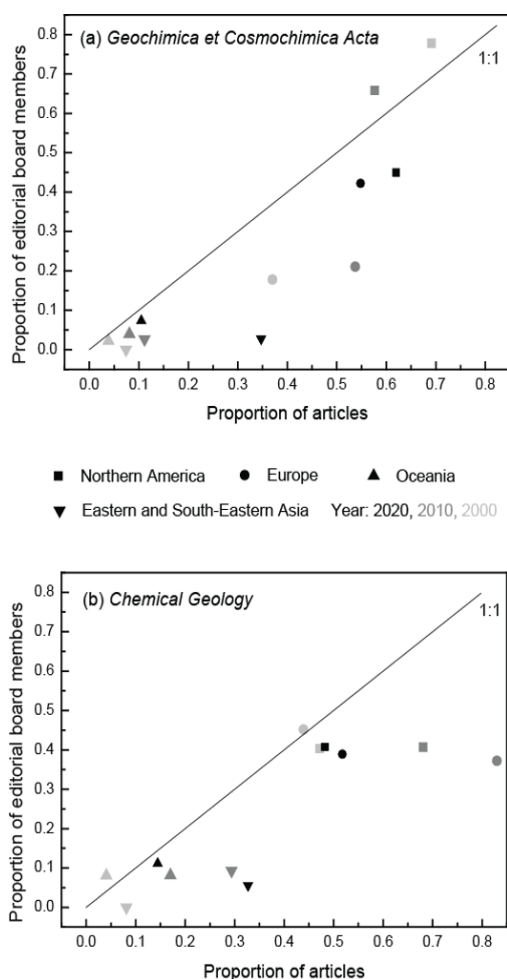 (a) Geochimica et Cosmochimica Acta
1:1
Proportion of editorial board members
0.8
0.7
0.6
0.5
0.4
0.3
0.2
0.1
0.0
0.0 0.1 0.2 0.3 0.4 0.5 0.6 0.7 0.8
Proportion of articles
Northern America Europe Oceania
Eastern and South-Eastern Asia Year: 2020, 2010, 2000
(b) Chemical Geology
1:1
Proportion of editorial board members
0.8
0.7
0.6
0.5
0.4
0.3
0.2
0.1
0.0
0.0 0.1 0.2 0.3 0.4 0.5 0.6 0.7 0.8
Proportion of articles